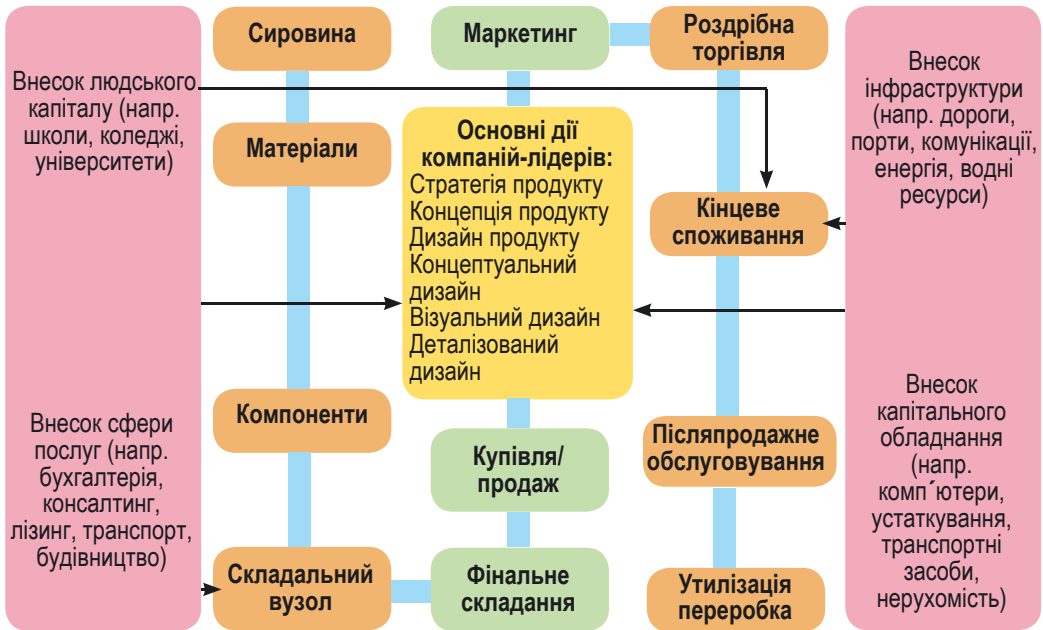 Внесок людського
капіталу (напр.
школи, коледжі,
університети)
Внесок сфери
послуг (напр.
бухгалтерія,
консалтинг,
лізинг, транспорт,
будівництво)
Сировина
Матеріали
Компоненти
Складальний
вузол
Маркетинг
Основні дії
компаній-лідерів:
Стратегія продукту
Концепція продукту
Дизайн продукту
Концептуальний
дизайн
Візуальний дизайн
Деталізований
дизайн
Купівля/
продаж
Фінальне
складання
Роздрібна
торгівля
Кінцеве
споживання
Післяпродажне
обслуговування
Утилізація
переробка
Внесок
інфраструктури
(напр. дороги,
порти, комунікації,
енергія, водні
ресурси)
Внесок
капітального
обладнання
(напр.
комп´ютери,
устаткування,
транспортні
засоби,
нерухомість)